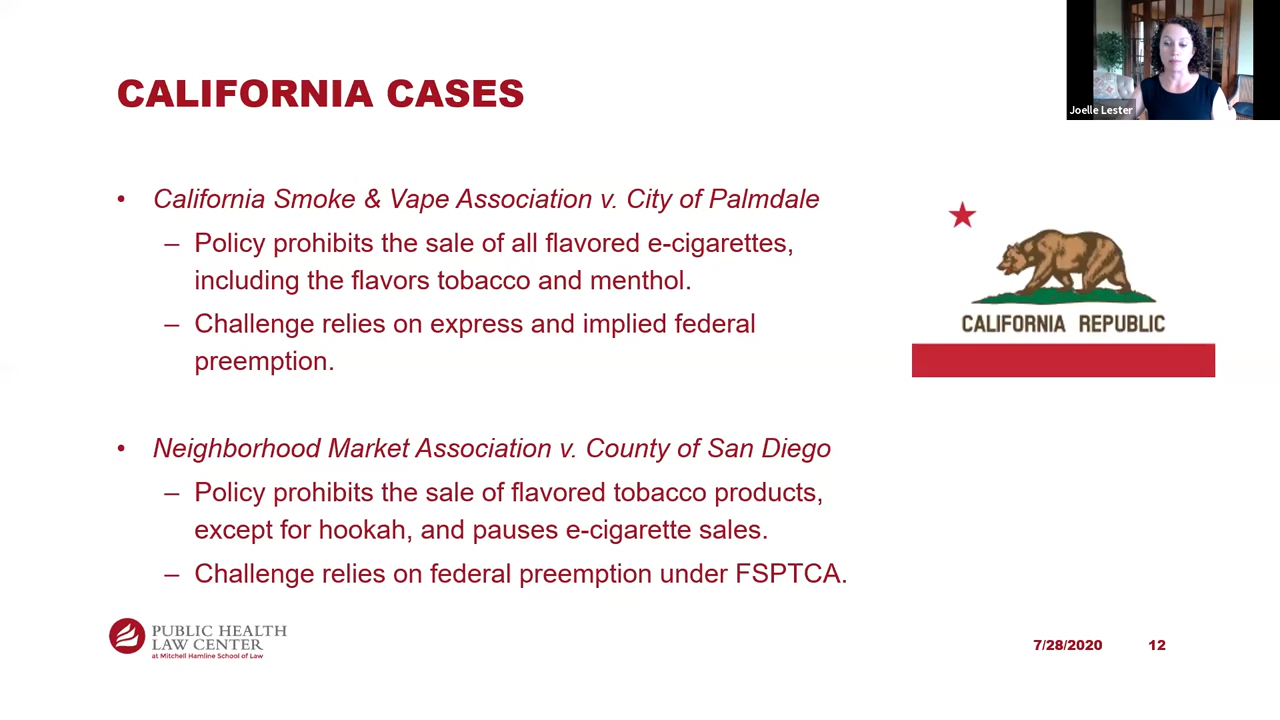 Joelle Lester
CALIFORNIA CASES
• California Smoke & Vape Association v. City of Palmdale
– Policy prohibits the sale of all flavored e-cigarettes,
including the flavors tobacco and menthol.
– Challenge relies on express and implied federal
preemption.
• Neighborhood Market Association v. County of San Diego
– Policy prohibits the sale of flavored tobacco products,
except for hookah, and pauses e-cigarette sales.
– Challenge relies on federal preemption under FSPTCA.
CALIFORNIA REPUBLIC
PUBLIC HEALTH
LAW CENTER
at Mitchell Hamline School of Law
7/28/2020 12